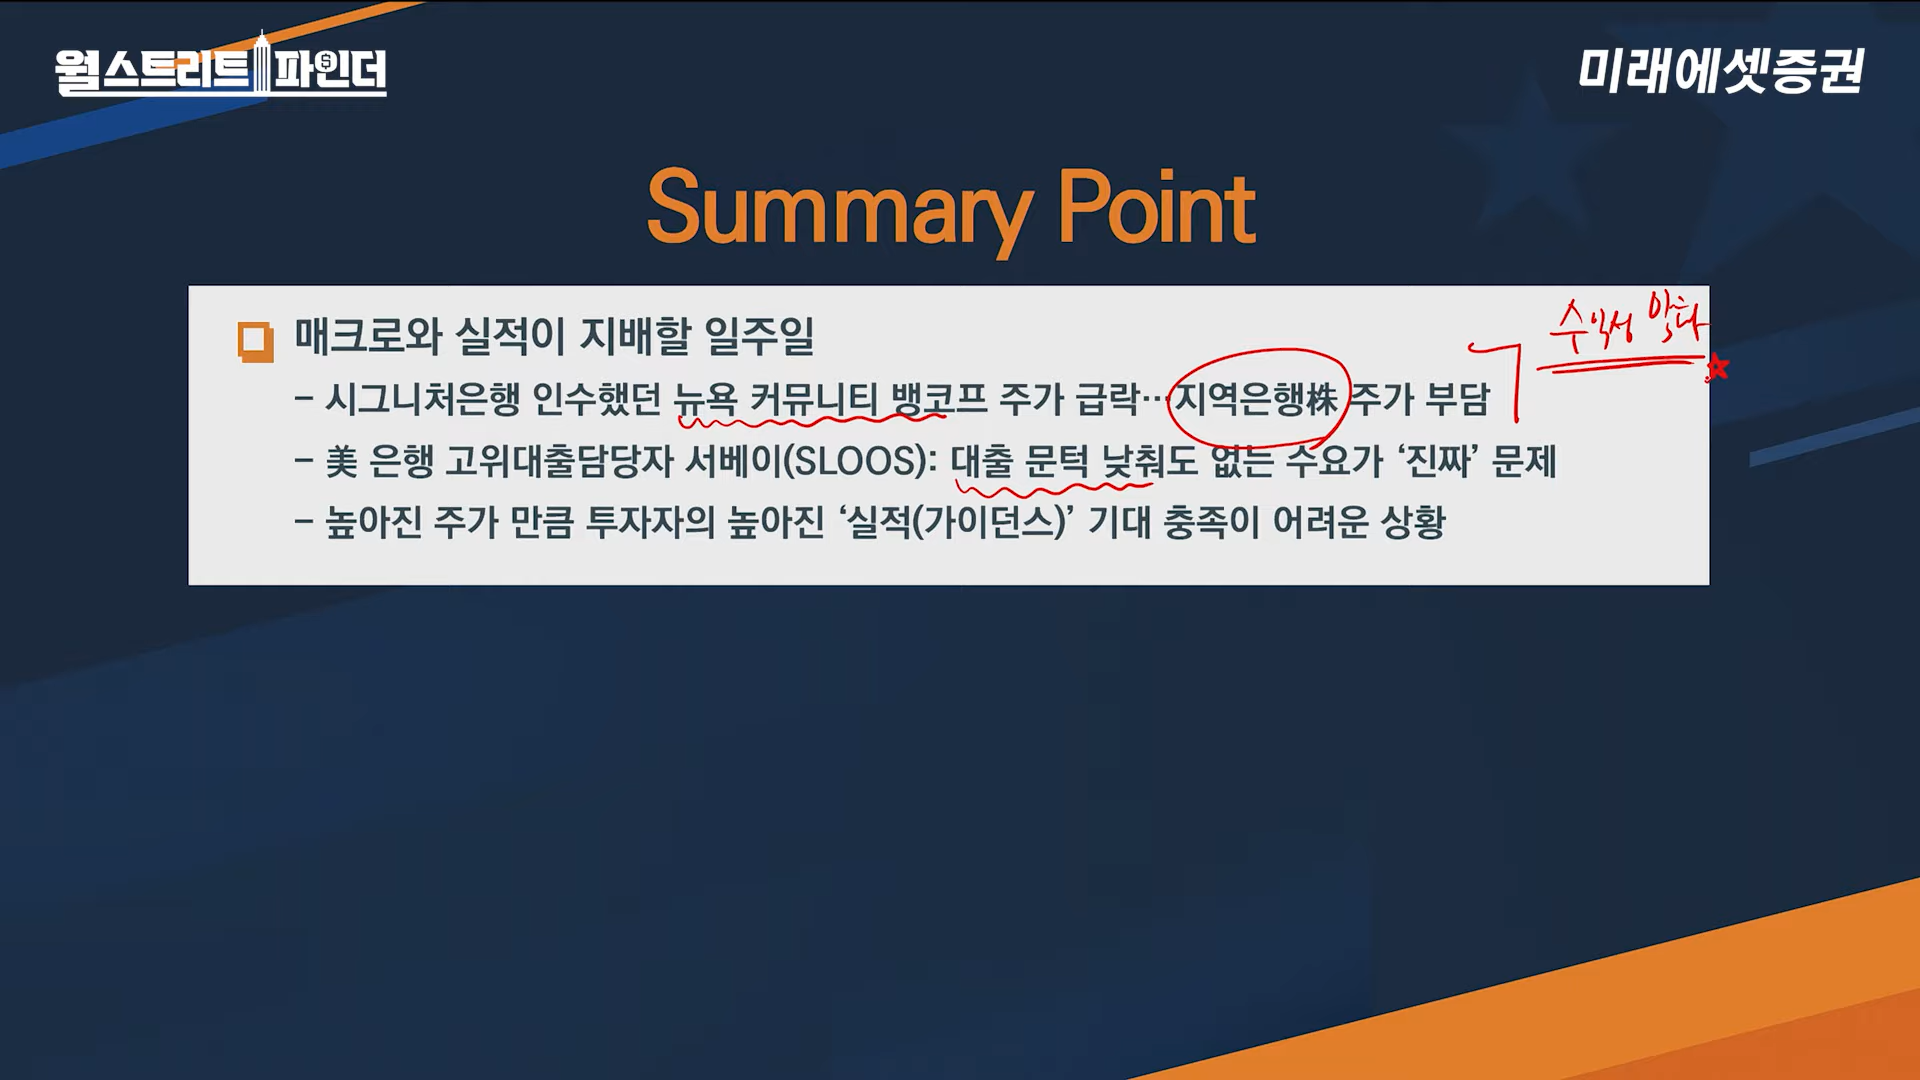 월스트리트 파인더
미래에셋증권
Summary Point
매크로와 실적이 지배할 일주일
수익성 악화
– 시그니처은행 인수했던 뉴욕 커뮤니티 뱅코프 주가 급락…지역은행株 주가 부담
– 美 은행 고위대출담당자 서베이(SLOOS): 대출 문턱 낮춰도 없는 수요가 ‘진짜’ 문제
– 높아진 주가 만큼 투자자의 높아진 ‘실적(가이던스)’ 기대 충족이 어려운 상황